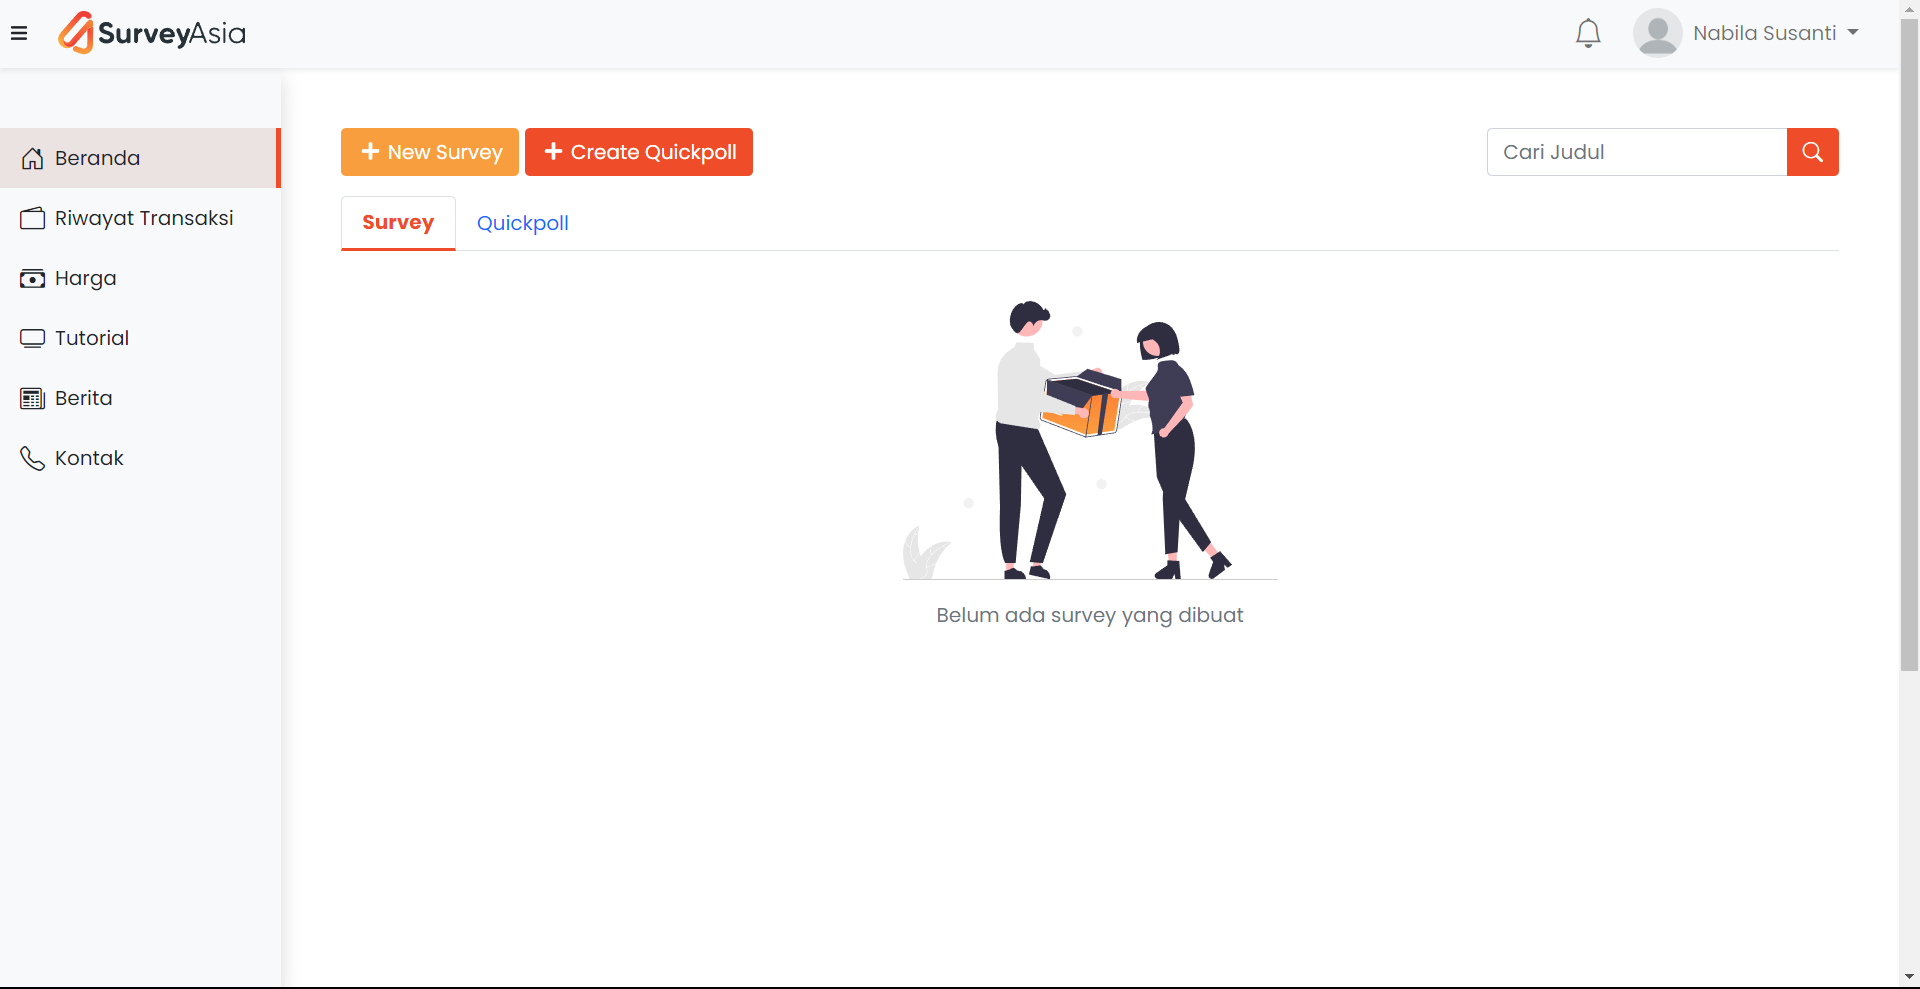 SurveyAsia
Nabila Susanti
Beranda
Riwayat Transaksi
Harga
Tutorial
Berita
Kontak
New Survey
Create Quickpoll
Cari Judul
Survey
Quickpoll
Belum ada survey yang dibuat